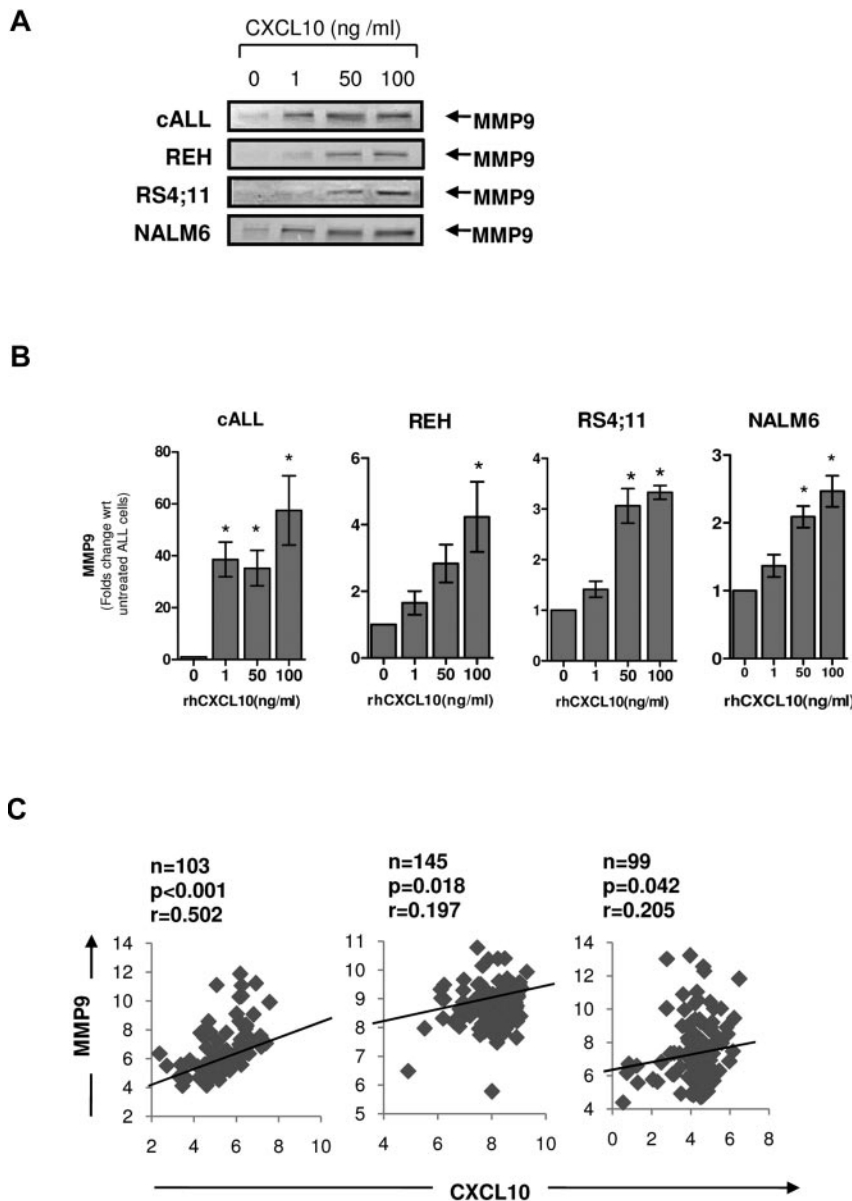 A
CXCL10 (ng /ml)
0 1 50 100
cALL MMP9
REH MMP9
RS4;11 MMP9
NALM6 MMP9
B
cALL REH RS4;11 NALM6
MMP9
(Folds change wrt
untreated ALL cells)
80
60
40
20
0
* * *
0 1 50 100
rhCXCL10(ng/ml)
6
4
2
0
*
0 1 50 100
rhCXCL10(ng/ml)
4
3
2
1
0
* *
0 1 50 100
rhCXCL10(ng/ml)
3
2
1
0
* *
0 1 50 100
rhCXCL10(ng/ml)
C
n=103
p<0.001
r=0.502
n=145
p=0.018
r=0.197
n=99
p=0.042
r=0.205
MMP9
14
12
10
8
6
4
2
2 4 6 8 10
11
10
9
8
7
6
5
4 6 8 10
14
12
10
8
6
4
0 2 4 6 8
CXCL10